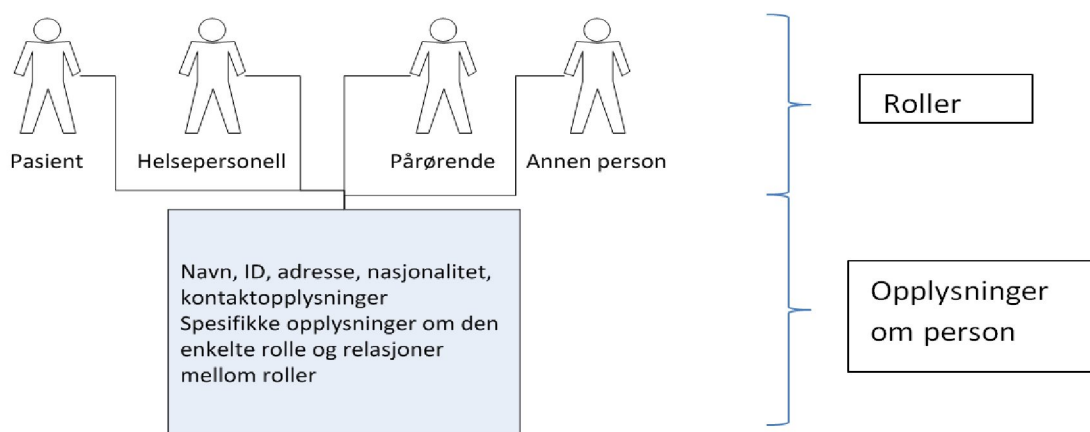 Pasient
Helsepersonell
Pårørende
Annen person
Roller
Navn, ID, adresse, nasjonalitet,
kontaktopplysninger
Spesifikke opplysninger om den
enkelte rolle og relasjoner
mellom roller
Opplysninger
om person